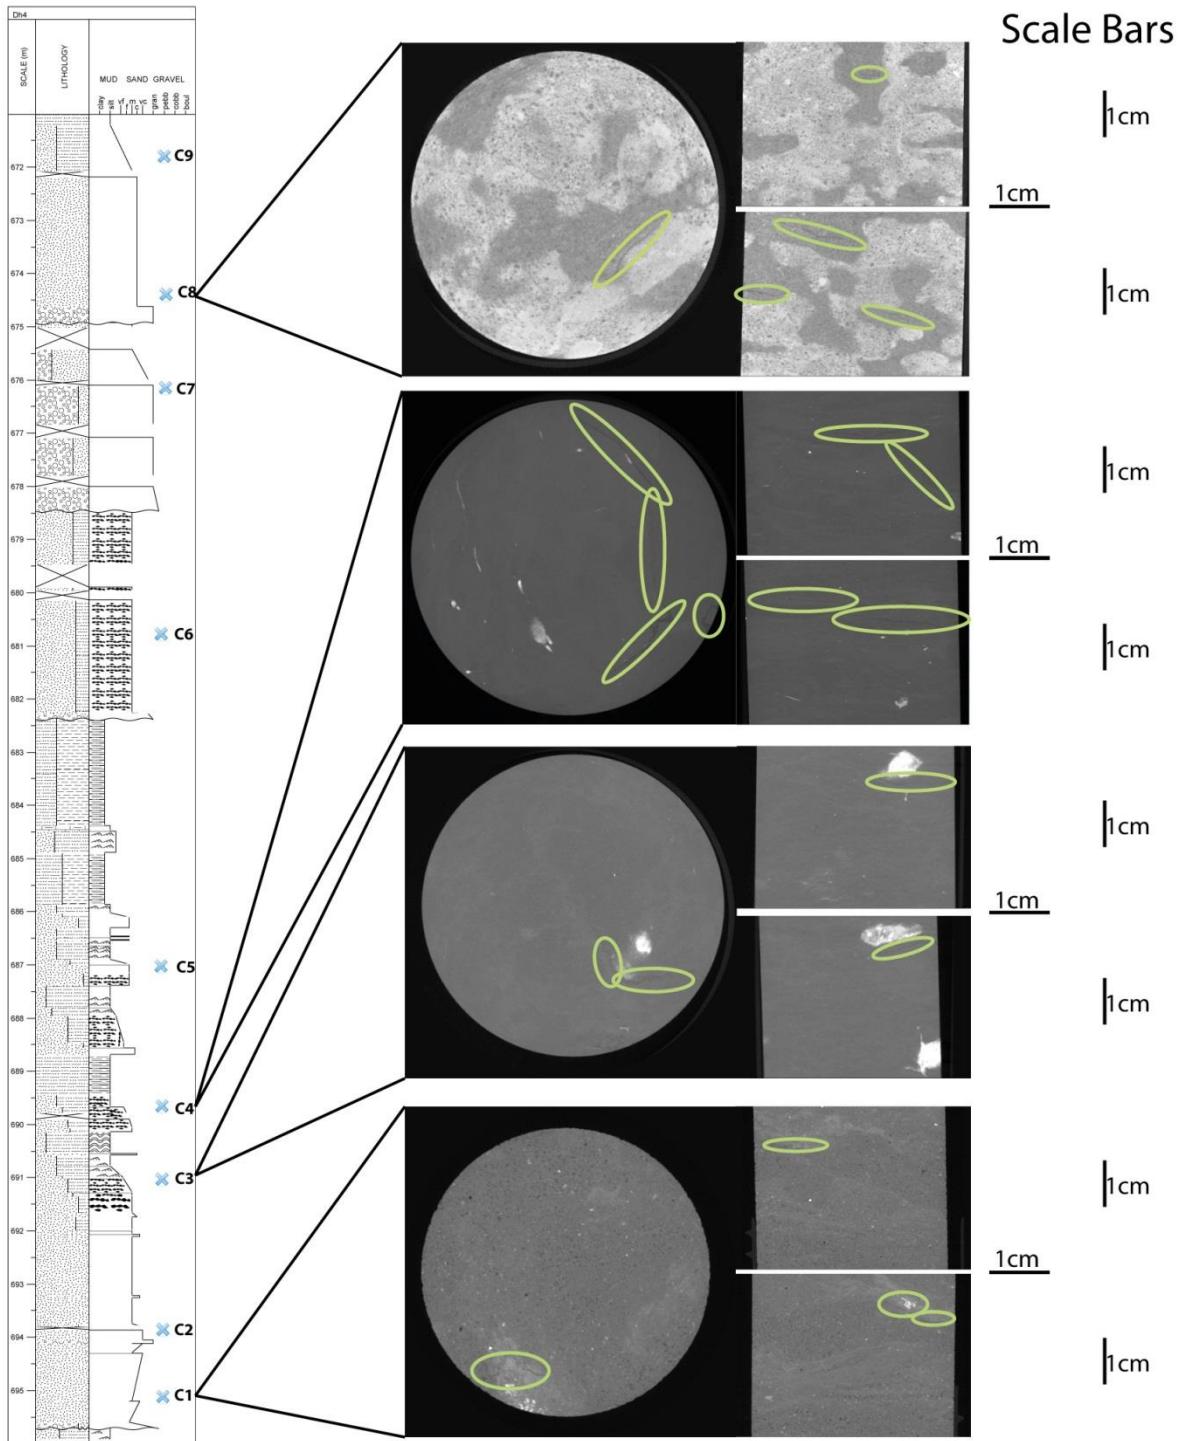 Dh4
Scale Bars
SCALE (m)
LITHOLOGY
MUD SAND GRAVEL
clay
silt
vf
f
m
c
vc
gran
pebb
cobb
boul
1cm
672
C9
1cm
673
674
C8
1cm
675
676
C7
677
1cm
678
679
1cm
680
C6
681
1cm
682
683
684
1cm
685
686
1cm
687
C5
1cm
688
689
C4
690
691
C3
1cm
692
693
1cm
694
C2
1cm
695
C1